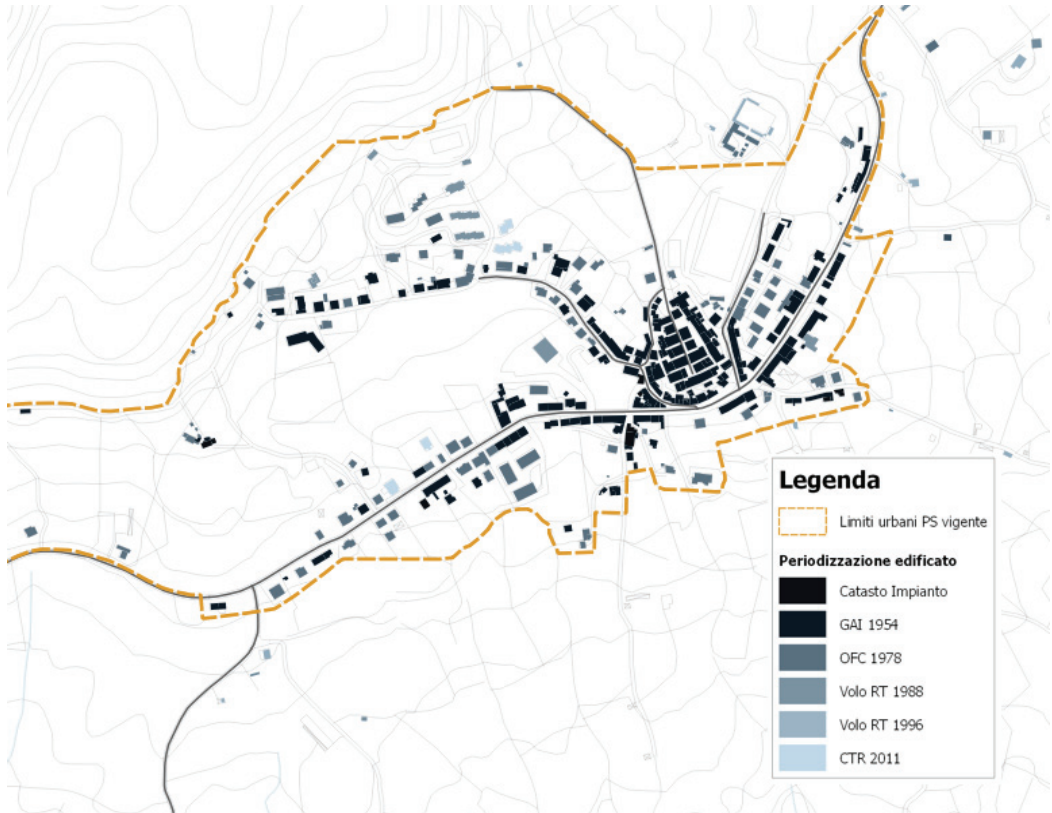 Legenda
Limiti urbani PS vigente
Periodizzazione edificato
Catasto Impianto
GAI 1954
OFC 1978
Volo RT 1988
Volo RT 1996
CTR 2011